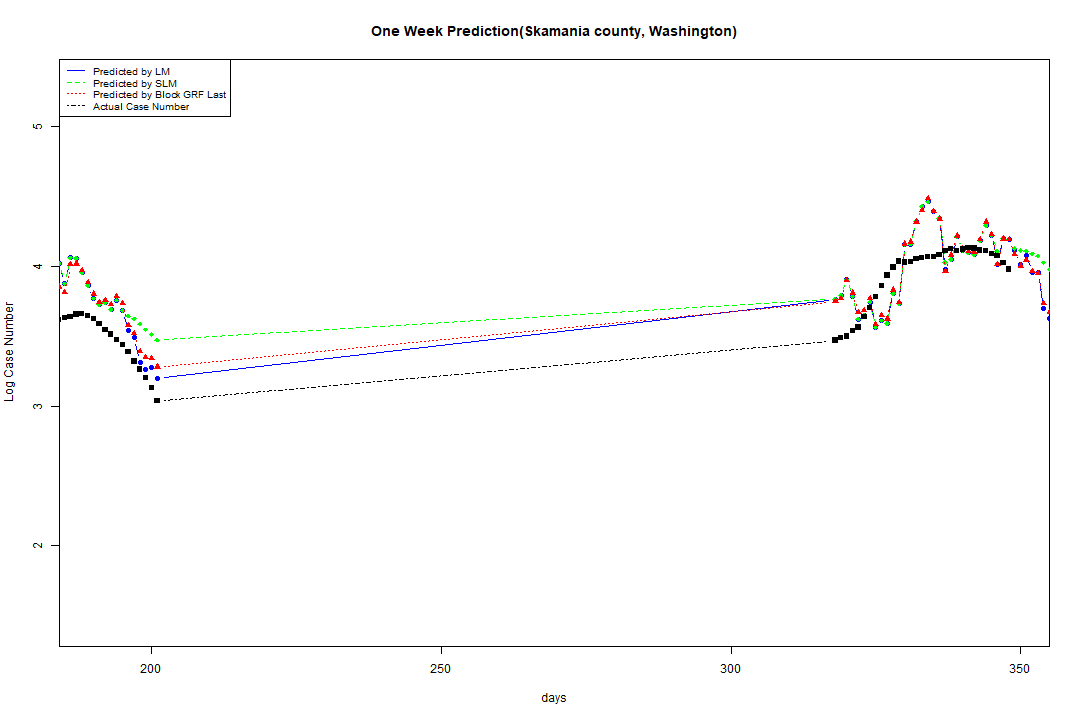 One Week Prediction(Skamania county, Washington)
Predicted by LM
Predicted by SLM
Predicted by Block GRF Last
Actual Case Number
5
4
3
2
Log Case Number
200
250
300
350
days